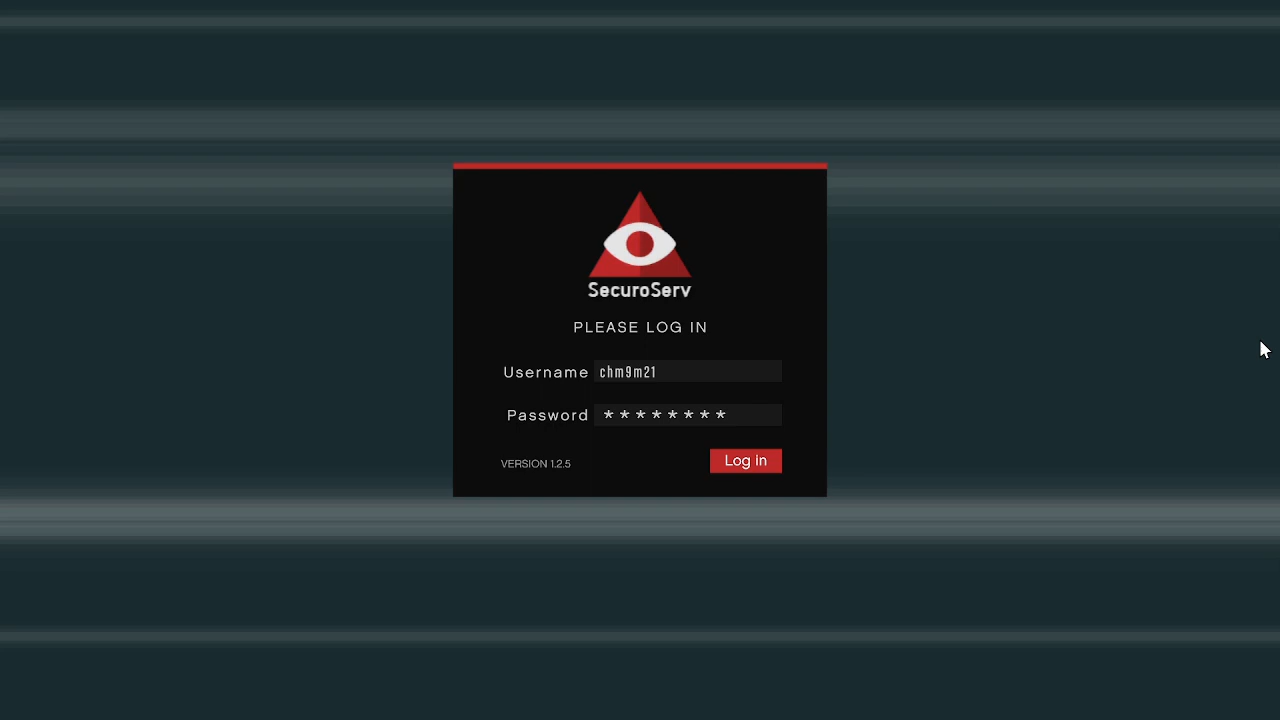 SecuroServ
PLEASE LOG IN
Username chm9m21
Password ********
VERSION 1.2.5 Log in